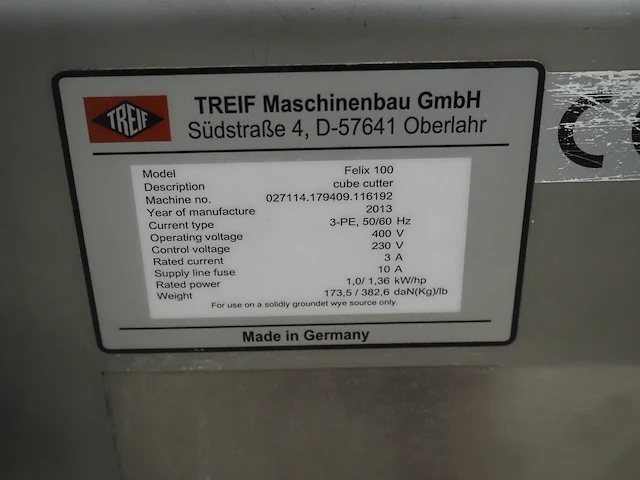 TREIF
TREIF Maschinenbau GmbH
Südstraße 4, D-57641 Oberlahr
Model Felix 100
Description cube cutter
Machine no. 027114.179409.116192
Year of manufacture 2013
Current type 3-PE, 50/60 Hz
Operating voltage 400 V
Control voltage 230 V
Rated current 3 A
Supply line fuse 10 A
Rated power 1,0/ 1,36 kW/hp
Weight 173,5 / 382,6 daN(Kg)/lb
For use on a solidly groundet wye source only.
Made in Germany